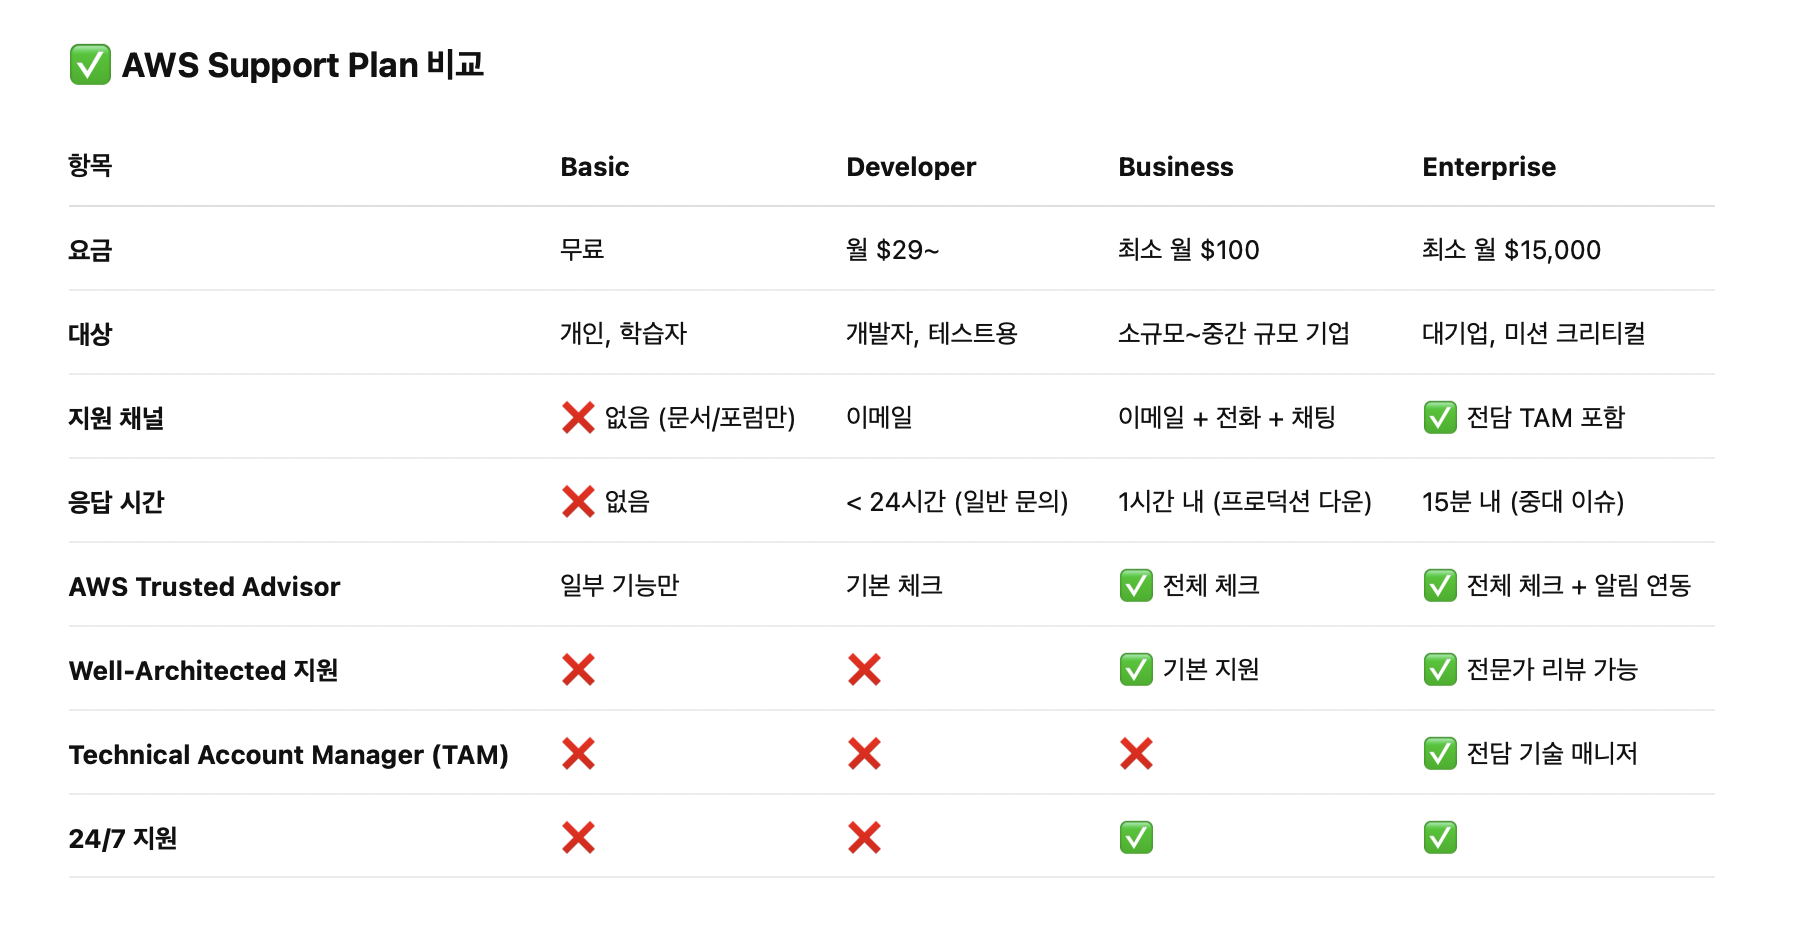 ✅ AWS Support Plan 비교
항목 Basic Developer Business Enterprise
요금 무료 월 $29~ 최소 월 $100 최소 월 $15,000
대상 개인, 학습자 개발자, 테스트용 소규모~중간 규모 기업 대기업, 미션 크리티컬
지원 채널 ❌ 없음 (문서/포럼만) 이메일 이메일 + 전화 + 채팅 ✅ 전담 TAM 포함
응답 시간 ❌ 없음 < 24시간 (일반 문의) 1시간 내 (프로덕션 다운) 15분 내 (중대 이슈)
AWS Trusted Advisor 일부 기능만 기본 체크 ✅ 전체 체크 ✅ 전체 체크 + 알림 연동
Well-Architected 지원 ❌ ❌ ✅ 기본 지원 ✅ 전문가 리뷰 가능
Technical Account Manager (TAM) ❌ ❌ ❌ ✅ 전담 기술 매니저
24/7 지원 ❌ ❌ ✅ ✅